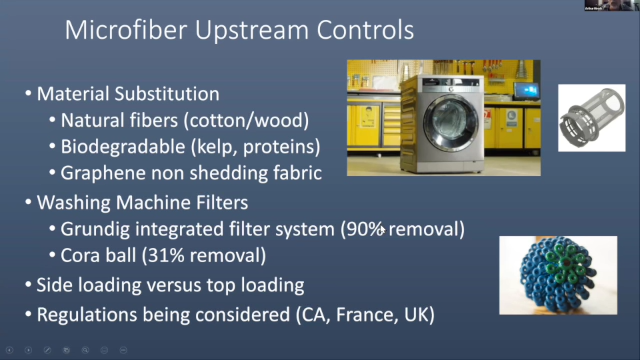 Microfiber Upstream Controls
• Material Substitution
• Natural fibers (cotton/wood)
• Biodegradable (kelp, proteins)
• Graphene non shedding fabric
• Washing Machine Filters
• Grundig integrated filter system (90% removal)
• Cora ball (31% removal)
• Side loading versus top loading
• Regulations being considered (CA, France, UK)